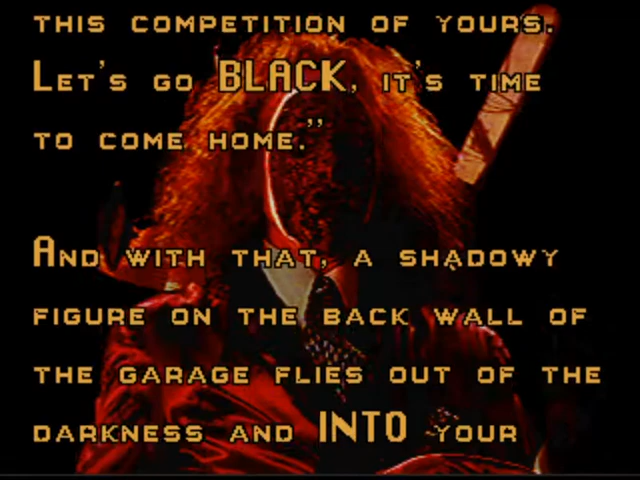 THIS COMPETITION OF YOURS.
LET'S GO BLACK, IT'S TIME
TO COME HOME."
AND WITH THAT, A SHADOWY
FIGURE ON THE BACK WALL OF
THE GARAGE FLIES OUT OF THE
DARKNESS AND INTO YOUR